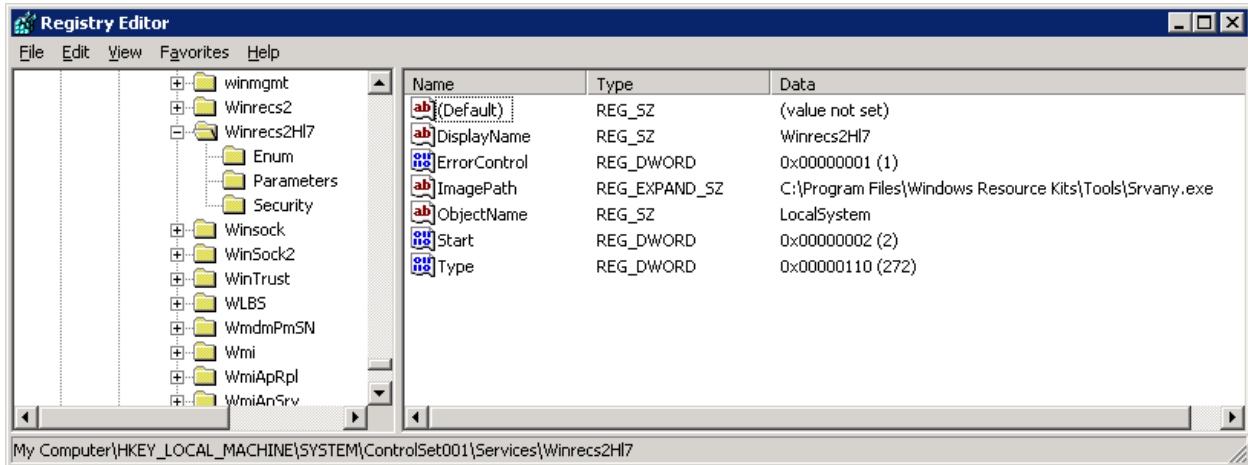 Registry Editor
File Edit View Favorites Help
winmgmt
Winrecs2
Winrecs2Hl7
Enum
Parameters
Security
Winsock
WinSock2
WinTrust
WLBS
WmdmPmSN
Wmi
WmiApRpl
WmiApSrv
Name Type Data
(Default) REG_SZ (value not set)
DisplayName REG_SZ Winrecs2Hl7
ErrorControl REG_DWORD 0x00000001 (1)
ImagePath REG_EXPAND_SZ C:\Program Files\Windows Resource Kits\Tools\Srvany.exe
ObjectName REG_SZ LocalSystem
Start REG_DWORD 0x00000002 (2)
Type REG_DWORD 0x00000110 (272)
My Computer\HKEY_LOCAL_MACHINE\SYSTEM\ControlSet001\Services\Winrecs2Hl7